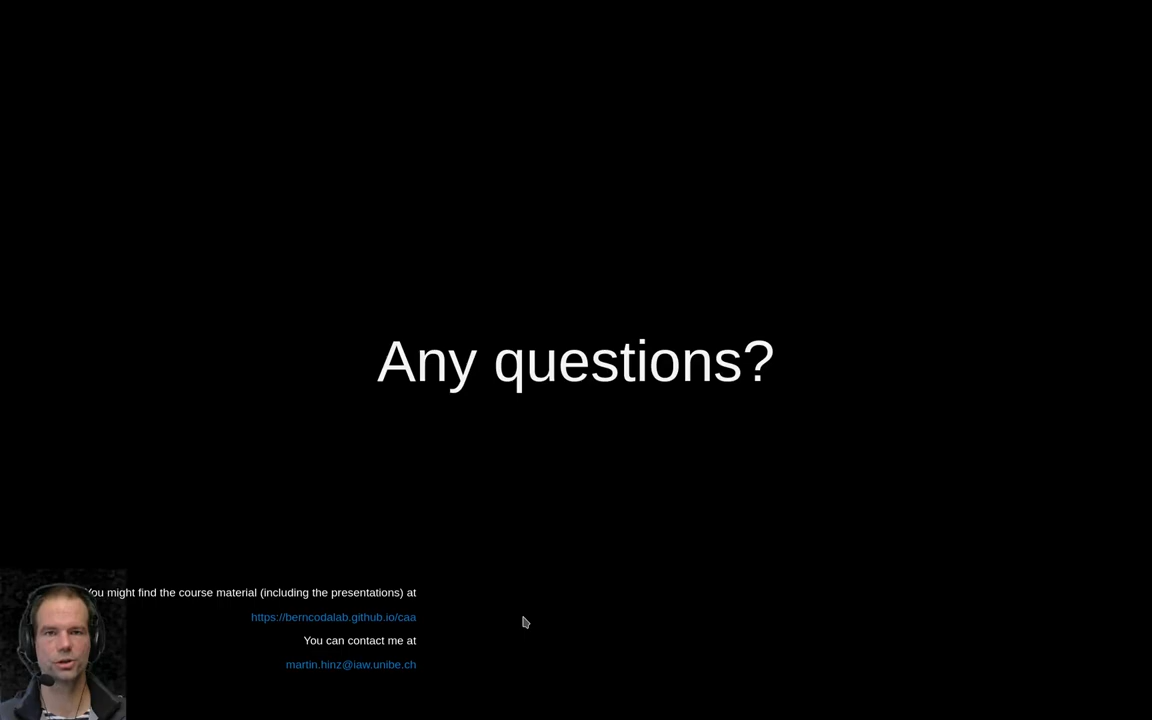 Any questions?
You might find the course material (including the presentations) at
https://berncodalab.github.io/caa
You can contact me at
martin.hinz@iaw.unibe.ch